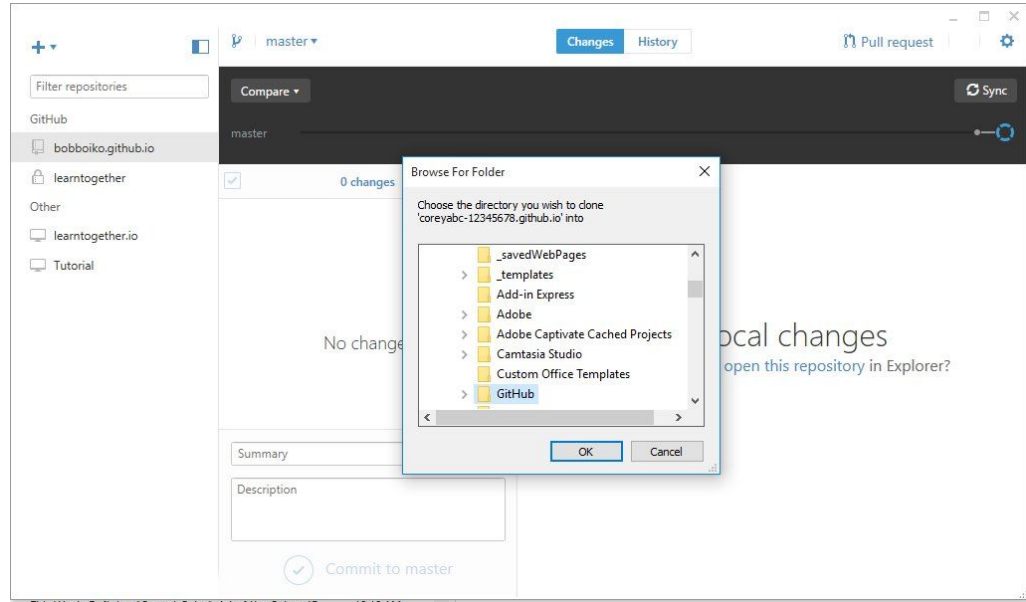 master
Changes
History
Pull request
Filter repositories
Compare
Sync
GitHub
master
bobboiko.github.io
learntogether
0 changes
Other
learntogether.io
Tutorial
Browse For Folder
Choose the directory you wish to clone
'coreyabc-12345678.github.io' into
_savedWebPages
_templates
Add-in Express
Adobe
Adobe Captivate Cached Projects
Camtasia Studio
Custom Office Templates
GitHub
OK
Cancel
No change
ocal changes
open this repository in Explorer?
Summary
Description
Commit to master